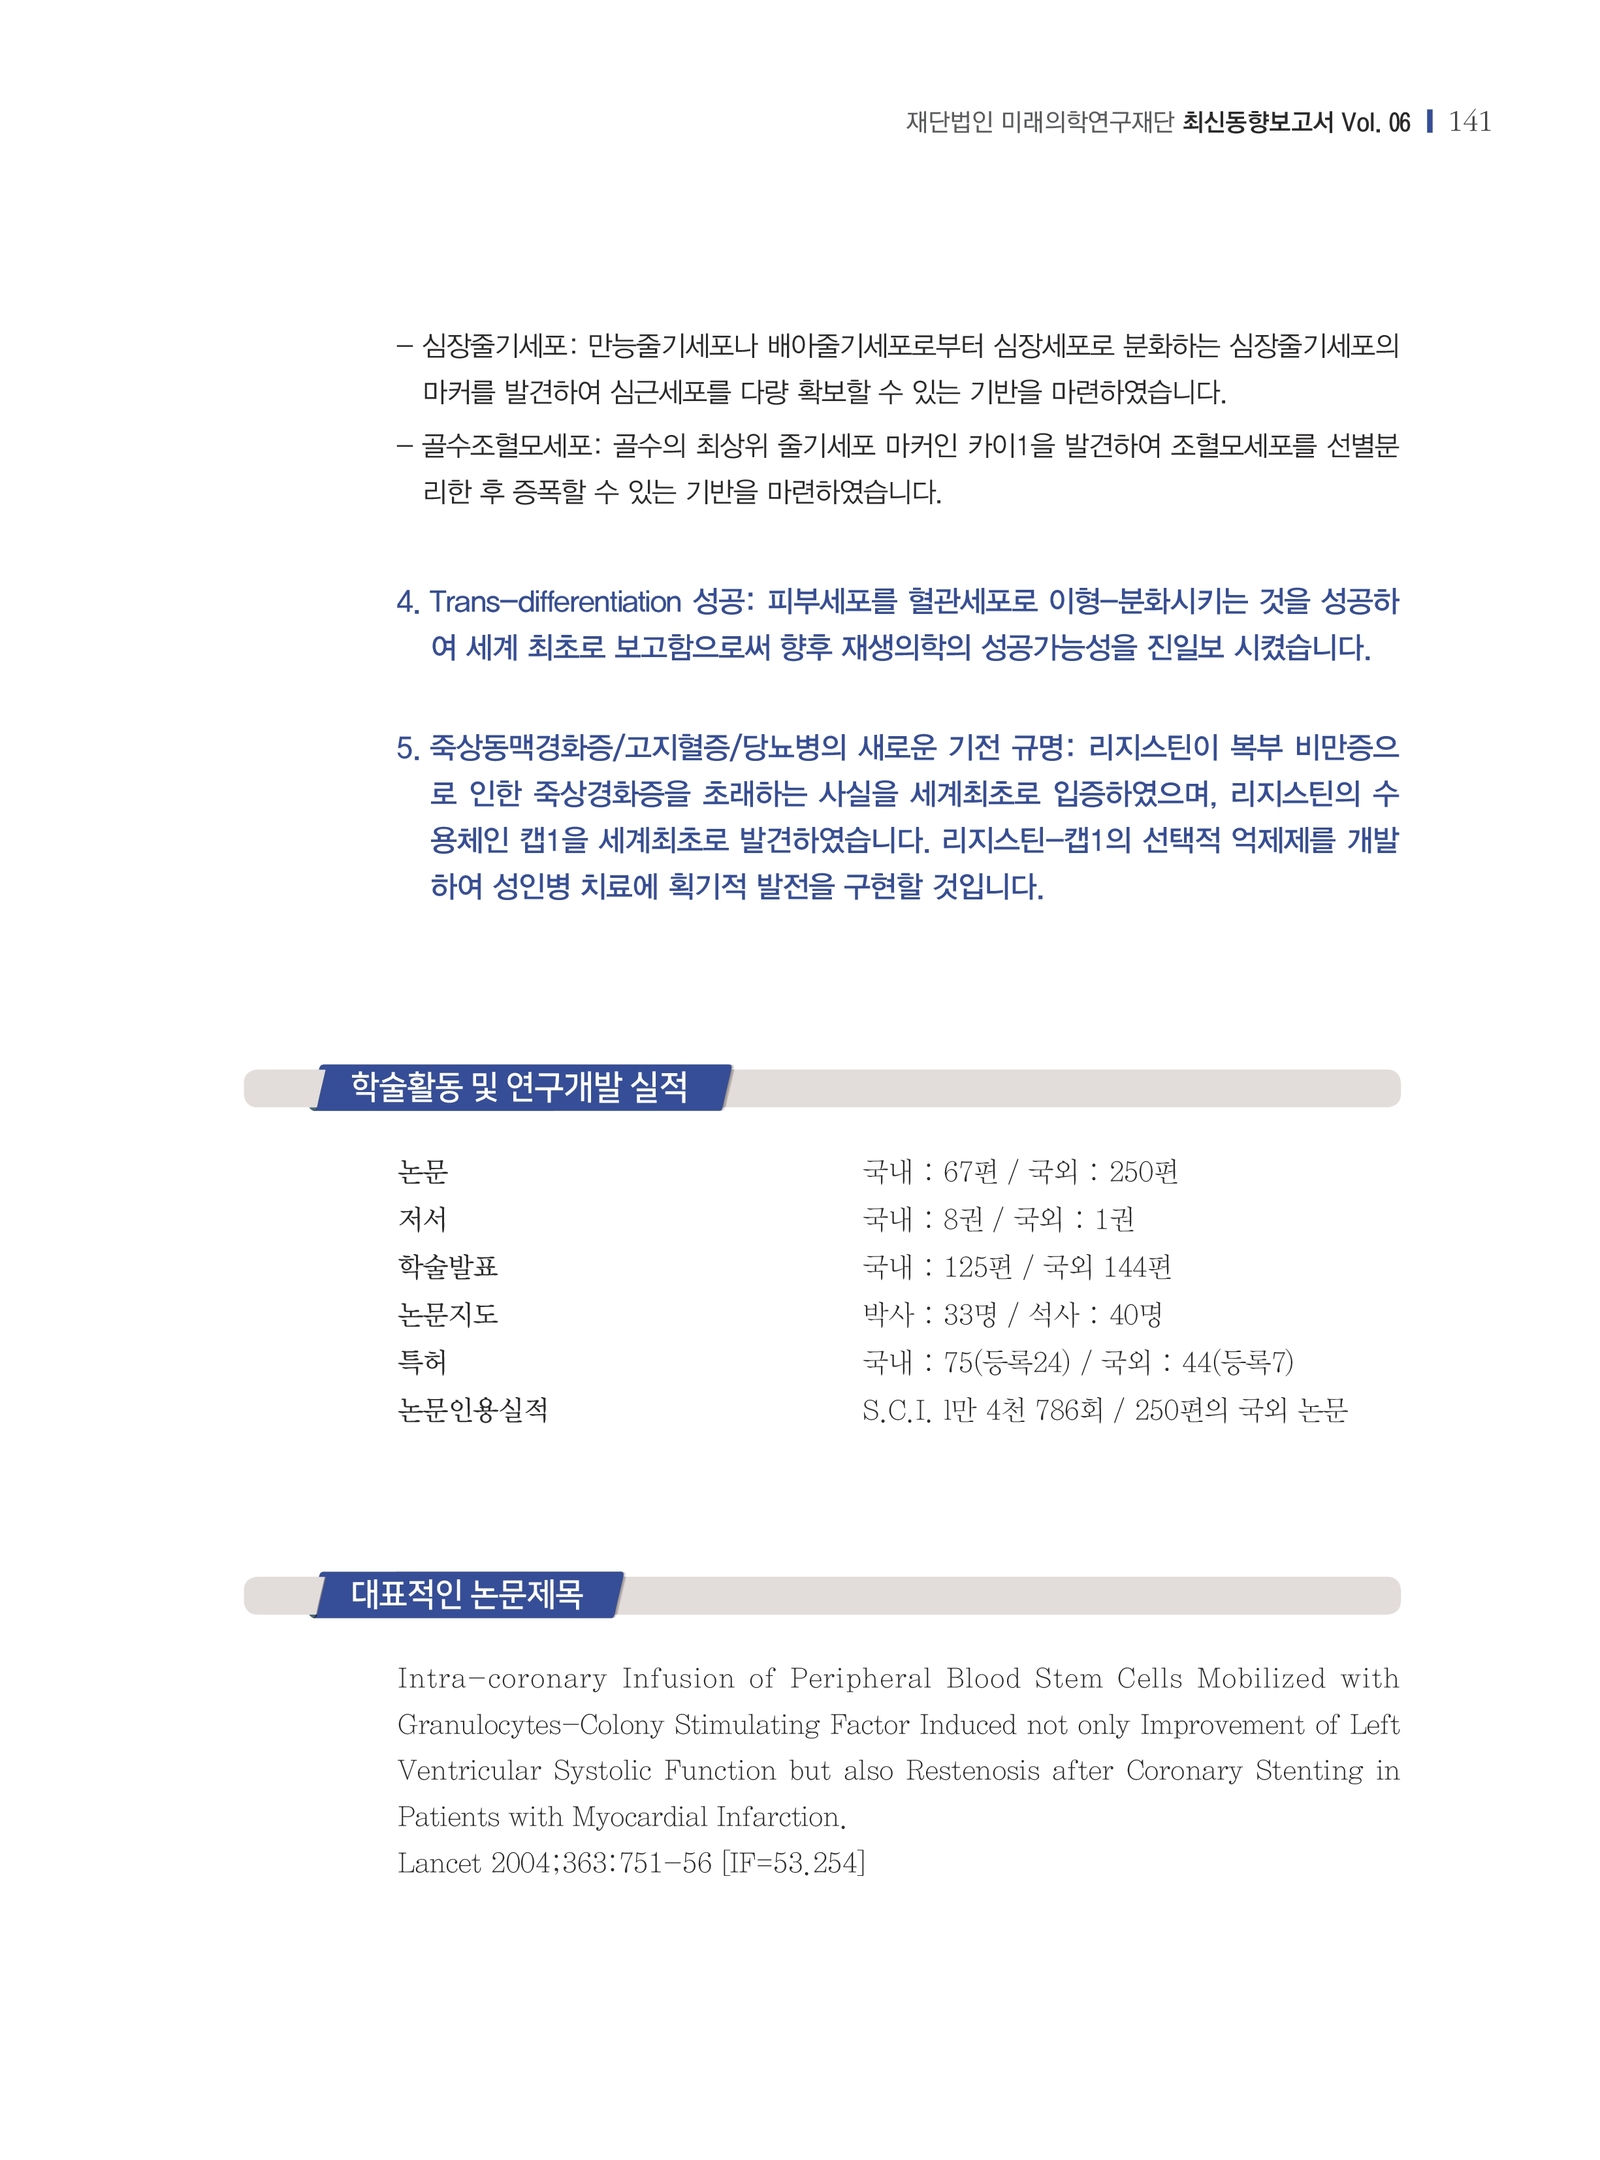 재단법인 미래의학연구재단 최신동향보고서 Vol. 06 141
– 심장줄기세포: 만능줄기세포나 배아줄기세포로부터 심장세포로 분화하는 심장줄기세포의
마커를 발견하여 심근세포를 다량 확보할 수 있는 기반을 마련하였습니다.
– 골수조혈모세포: 골수의 최상위 줄기세포 마커인 카이1을 발견하여 조혈모세포를 선별분
리한 후 증폭할 수 있는 기반을 마련하였습니다.
4. Trans–differentiation 성공: 피부세포를 혈관세포로 이형–분화시키는 것을 성공하
여 세계 최초로 보고함으로써 향후 재생의학의 성공가능성을 진일보 시켰습니다.
5. 죽상동맥경화증/고지혈증/당뇨병의 새로운 기전 규명: 리지스틴이 복부 비만증으
로 인한 죽상경화증을 초래하는 사실을 세계최초로 입증하였으며, 리지스틴의 수
용체인 캡1을 세계최초로 발견하였습니다. 리지스틴–캡1의 선택적 억제제를 개발
하여 성인병 치료에 획기적 발전을 구현할 것입니다.
학술활동 및 연구개발 실적
논문 국내 : 67편 / 국외 : 250편
저서 국내 : 8권 / 국외 : 1권
학술발표 국내 : 125편 / 국외 144편
논문지도 박사 : 33명 / 석사 : 40명
특허 국내 : 75(등록24) / 국외 : 44(등록7)
논문인용실적 S.C.I. 1만 4천 786회 / 250편의 국외 논문
대표적인 논문제목
Intra–coronary Infusion of Peripheral Blood Stem Cells Mobilized with
Granulocytes–Colony Stimulating Factor Induced not only Improvement of Left
Ventricular Systolic Function but also Restenosis after Coronary Stenting in
Patients with Myocardial Infarction.
Lancet 2004;363:751–56 [IF=53.254]